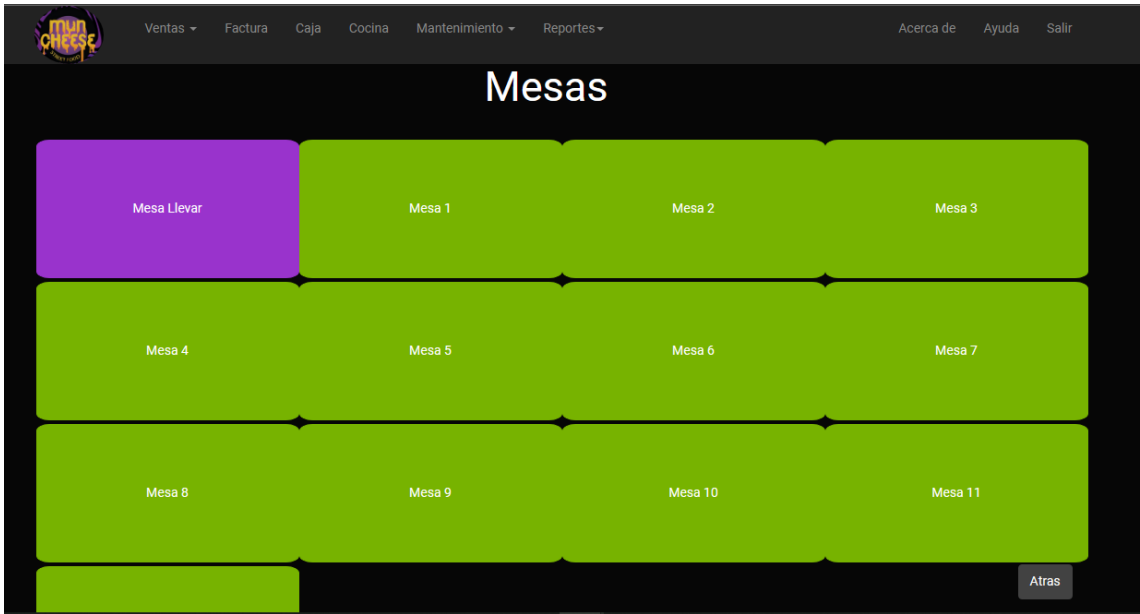 mun
CHEESE
Ventas Factura Caja Cocina Mantenimiento Reportes Acerca de Ayuda Salir
Mesas
Mesa Llevar Mesa 1 Mesa 2 Mesa 3
Mesa 4 Mesa 5 Mesa 6 Mesa 7
Mesa 8 Mesa 9 Mesa 10 Mesa 11
Atras